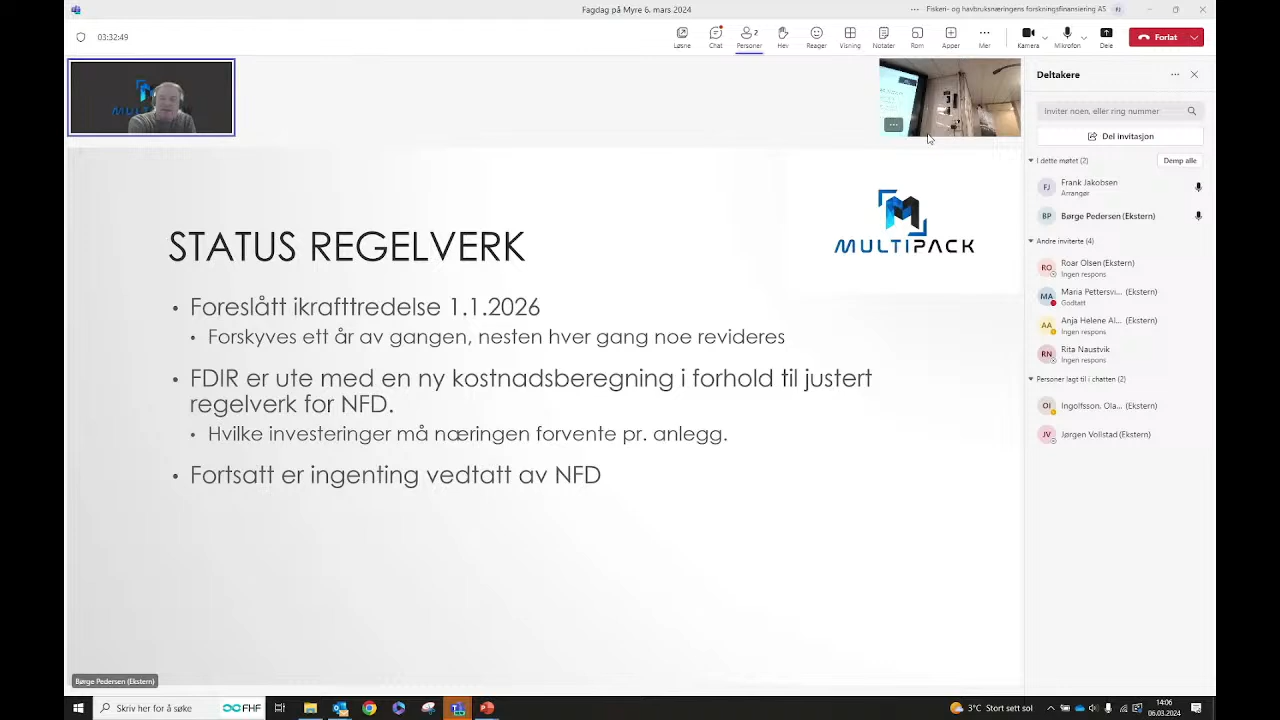 Fagdag på Myre 6. mars 2024
Fiskeri- og havbruksnæringens forskningsfinansiering AS
FJ
03:32:49
Løsne
Chat
Personer
2
Hev
Reager
Visning
Notater
Rom
Apper
Mer
Kamera
Mikrofon
Dele
Forlat
Deltakere
Inviter noen, eller ring nummer
Del invitasjon
I dette møtet (2)
Demp alle
FJ
Frank Jakobsen
Arrangør
BP
Børge Pedersen (Ekstern)
Andre inviterte (4)
RO
Roar Olsen (Ekstern)
Ingen respons
MA
Maria Pettersvi... (Ekstern)
Godtatt
AA
Anja Helene Al... (Ekstern)
Ingen respons
RN
Rita Naustvik
Ingen respons
Personer lagt til i chatten (2)
OI
Ingolfsson, Ola... (Ekstern)
JV
Jørgen Vollstad (Ekstern)
MULTIPACK
STATUS REGELVERK
• Foreslått ikrafttredelse 1.1.2026
• Forskyves ett år av gangen, nesten hver gang noe revideres
• FDIR er ute med en ny kostnadsberegning i forhold til justert
regelverk for NFD.
• Hvilke investeringer må næringen forvente pr. anlegg.
• Fortsatt er ingenting vedtatt av NFD
Børge Pedersen (Ekstern)
Skriv her for å søke
FHF
3°C Stort sett sol
14:06
06.03.2024